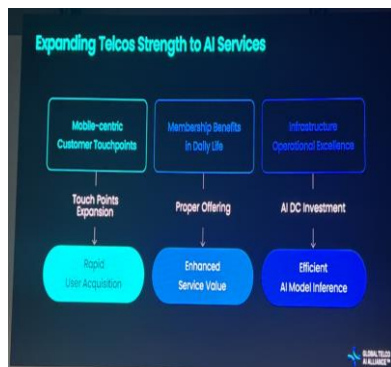 Expanding Telcos Strength to AI Services
Mobile-centric
Customer Touchpoints
Touch Points
Expansion
Rapid
User Acquisition
Membership Benefits
in Daily Life
Proper Offering
Enhanced
Service Value
Infrastructure
Operational Excellence
AI DC Investment
Efficient
AI Model Inference
GLOBAL TELCO
AI ALLIANCE™